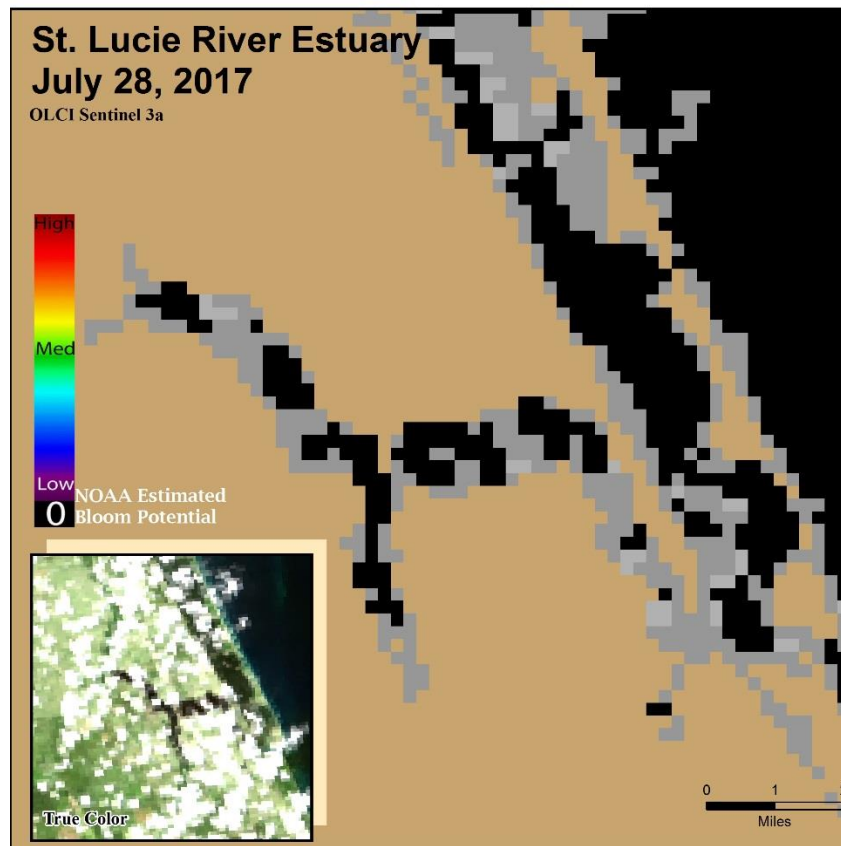 St. Lucie River Estuary
July 28, 2017
OLCI Sentinel 3a
High
Med
Low
0
NOAA Estimated
Bloom Potential
True Color
0 1
Miles